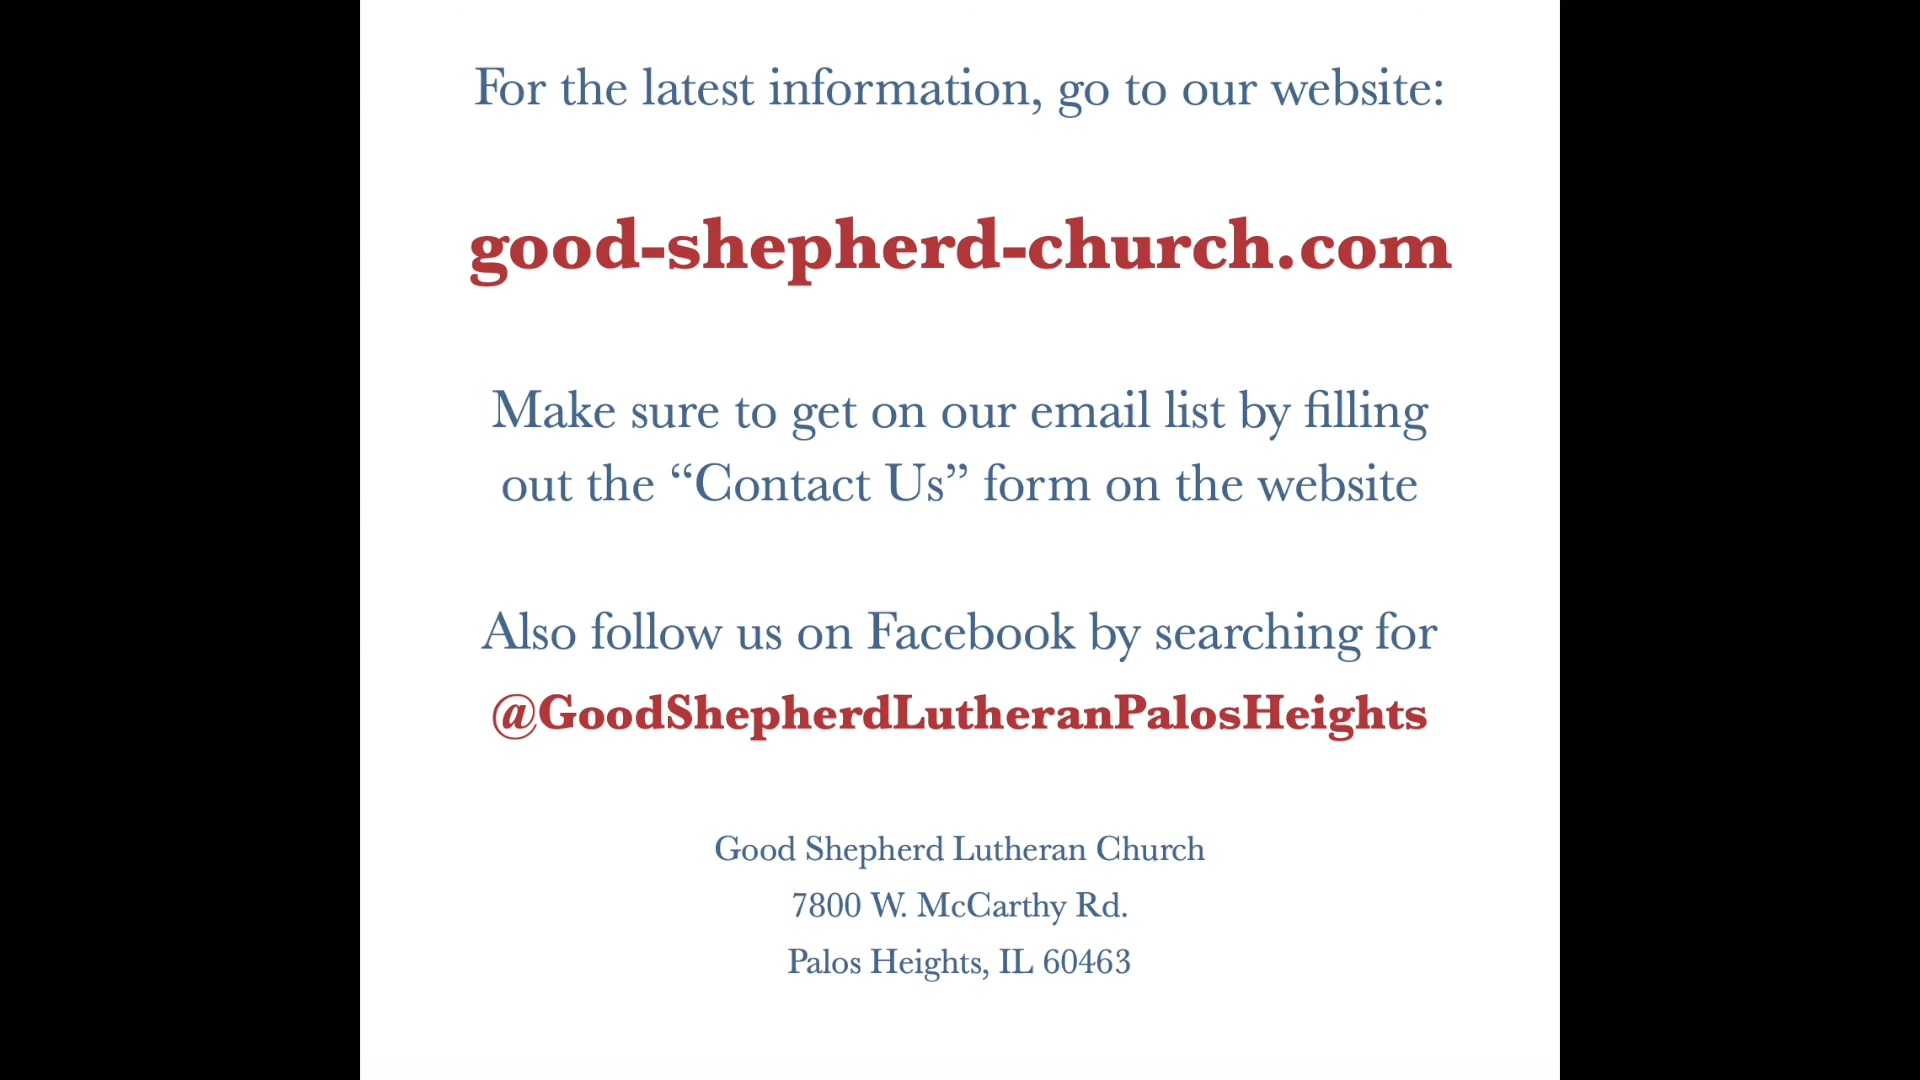 For the latest information, go to our website:
good-shepherd-church.com
Make sure to get on our email list by filling
out the “Contact Us” form on the website
Also follow us on Facebook by searching for
@GoodShepherdLutheranPalosHeights
Good Shepherd Lutheran Church
7800 W. McCarthy Rd.
Palos Heights, IL 60463